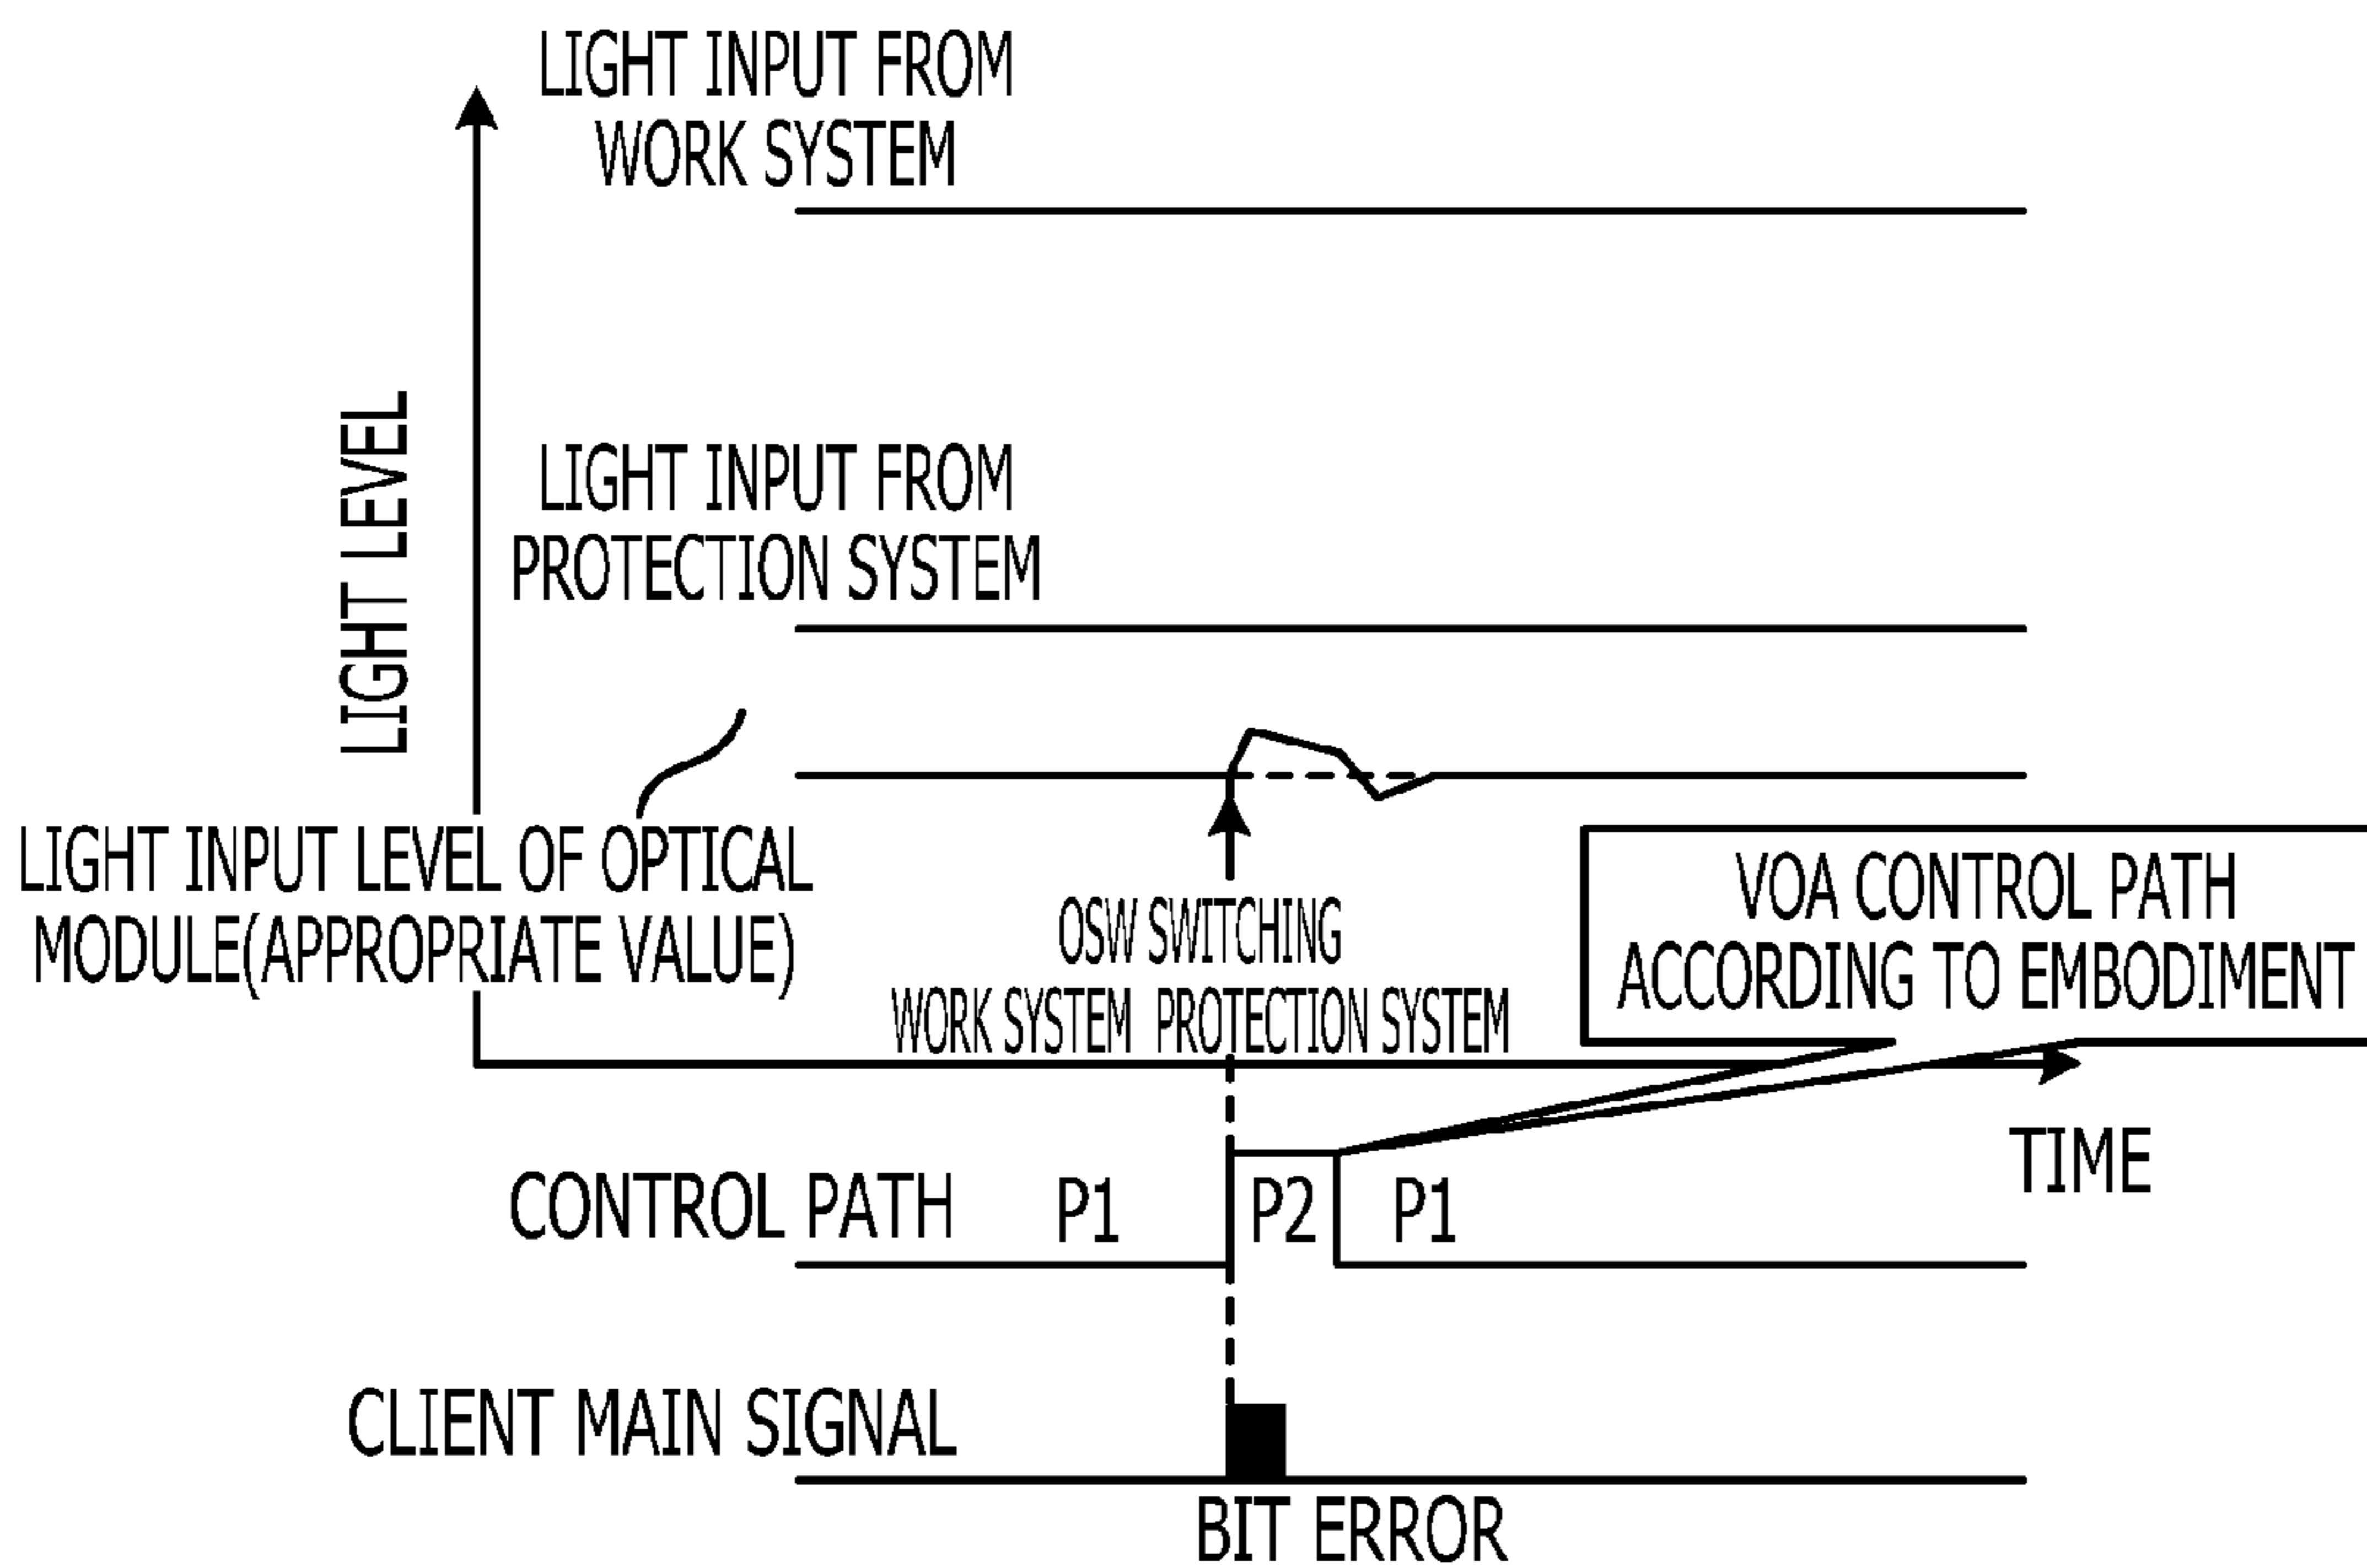 LIGHT INPUT FROM
WORK SYSTEM
LIGHT LEVEL
LIGHT INPUT FROM
PROTECTION SYSTEM
LIGHT INPUT LEVEL OF OPTICAL
MODULE(APPROPRIATE VALUE)
OSW SWITCHING
WORK SYSTEM PROTECTION SYSTEM
VOA CONTROL PATH
ACCORDING TO EMBODIMENT
TIME
CONTROL PATH P1 P2 P1
CLIENT MAIN SIGNAL
BIT ERROR